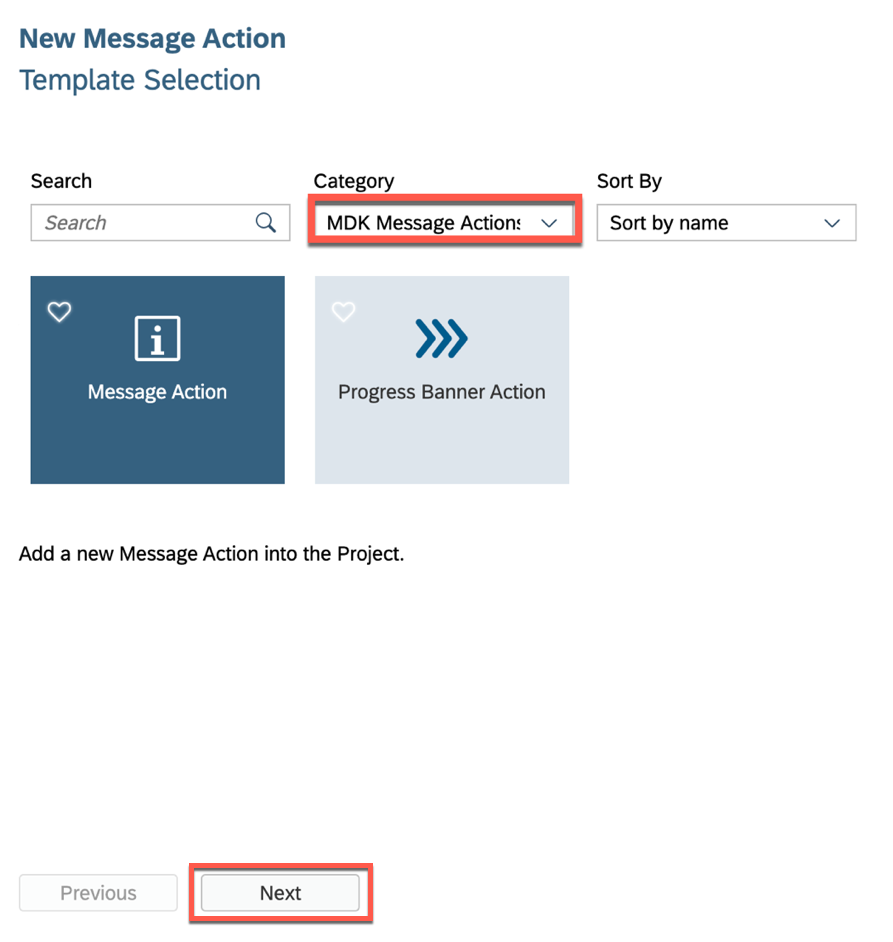 New Message Action
Template Selection
Search
Category
Sort By
Search
MDK Message Actions
Sort by name
Message Action
Progress Banner Action
Add a new Message Action into the Project.
Previous
Next